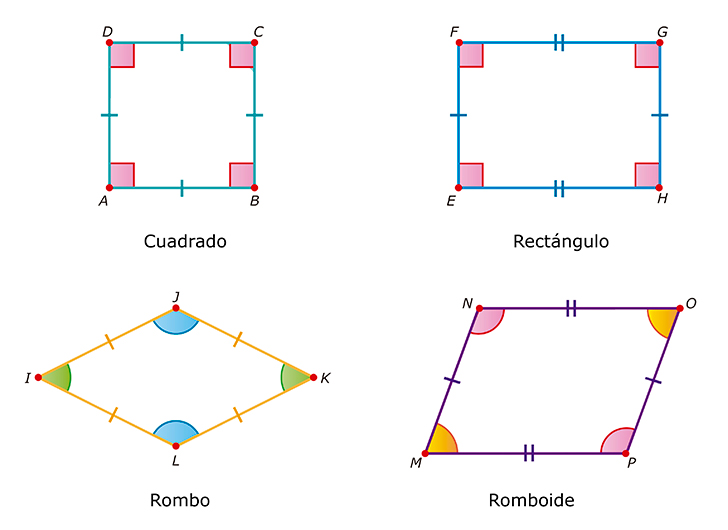 D C
A B
Cuadrado
F G
E H
Rectángulo
J
I K
L
Rombo
N O
M P
Romboide